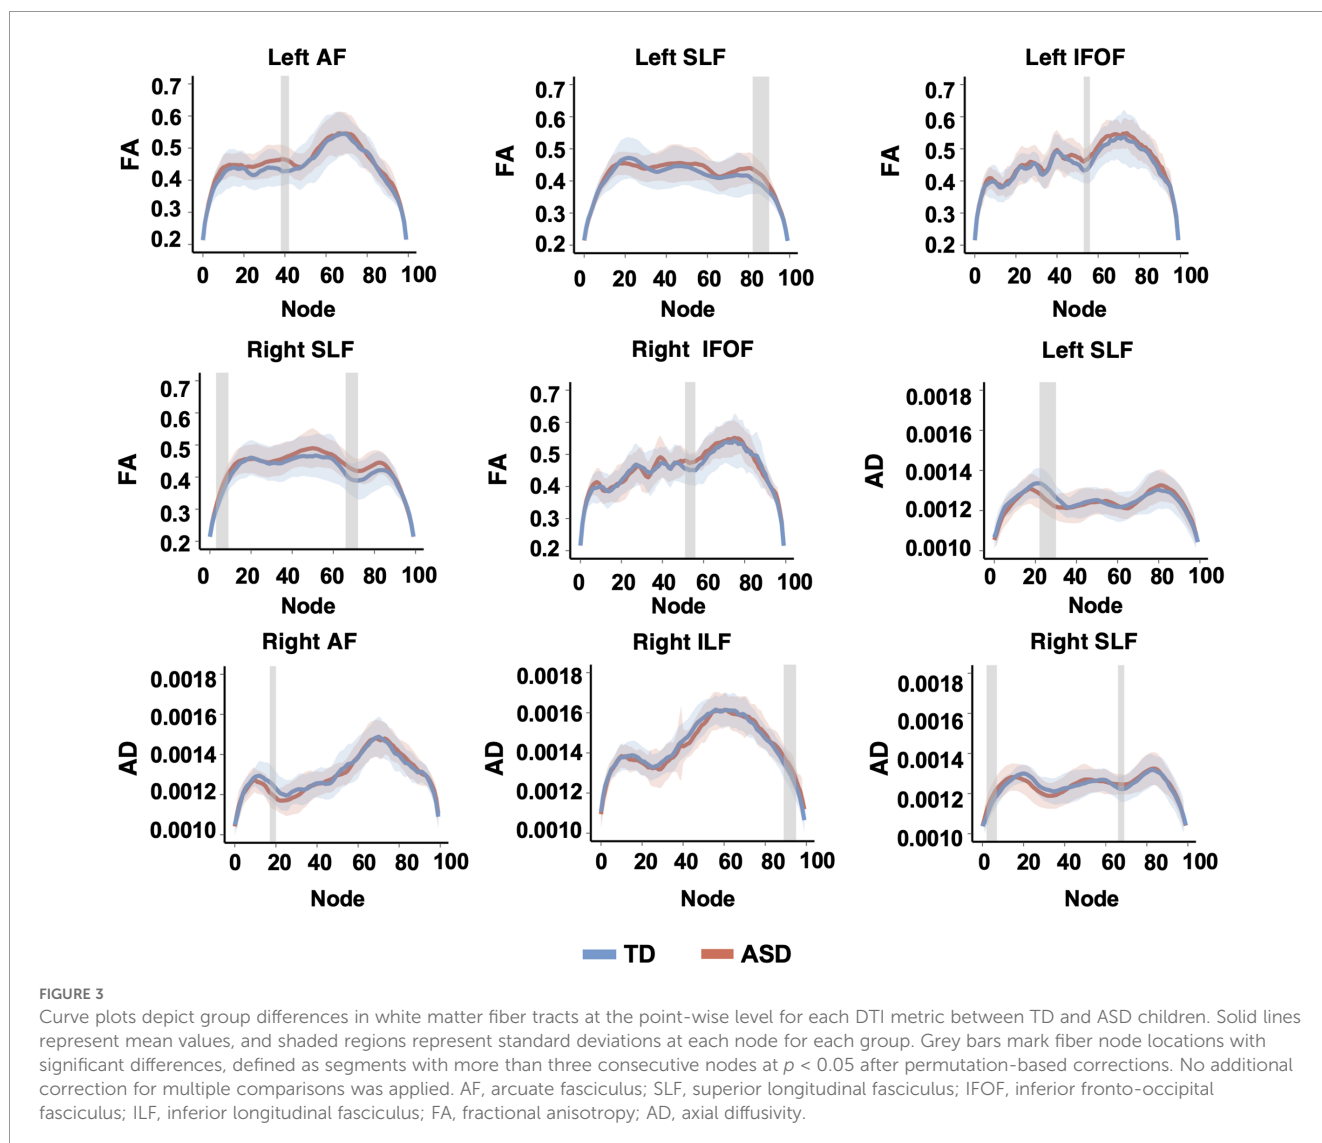 Left AF
Left SLF
Left IFOF
0.7
0.6
0.5
0.4
0.3
0.2
FA
0 20 40 60 80 100
Node
0.7
0.6
0.5
0.4
0.3
0.2
FA
0 20 40 60 80 100
Node
0.7
0.6
0.5
0.4
0.3
0.2
FA
0 20 40 60 80 100
Node
Right SLF
Right IFOF
Left SLF
0.7
0.6
0.5
0.4
0.3
0.2
FA
0 20 40 60 80 100
Node
0.7
0.6
0.5
0.4
0.3
0.2
FA
0 20 40 60 80 100
Node
0.0018
0.0016
0.0014
0.0012
0.0010
AD
0 20 40 60 80 100
Node
Right AF
Right ILF
Right SLF
0.0018
0.0016
0.0014
0.0012
0.0010
AD
0 20 40 60 80 100
Node
0.0018
0.0016
0.0014
0.0012
0.0010
AD
0 20 40 60 80 100
Node
0.0018
0.0016
0.0014
0.0012
0.0010
AD
0 20 40 60 80 100
Node
TD ASD
FIGURE 3
Curve plots depict group differences in white matter fiber tracts at the point-wise level for each DTI metric between TD and ASD children. Solid lines
represent mean values, and shaded regions represent standard deviations at each node for each group. Grey bars mark fiber node locations with
significant differences, defined as segments with more than three consecutive nodes at p < 0.05 after permutation-based corrections. No additional
correction for multiple comparisons was applied. AF, arcuate fasciculus; SLF, superior longitudinal fasciculus; IFOF, inferior fronto-occipital
fasciculus; ILF, inferior longitudinal fasciculus; FA, fractional anisotropy; AD, axial diffusivity.